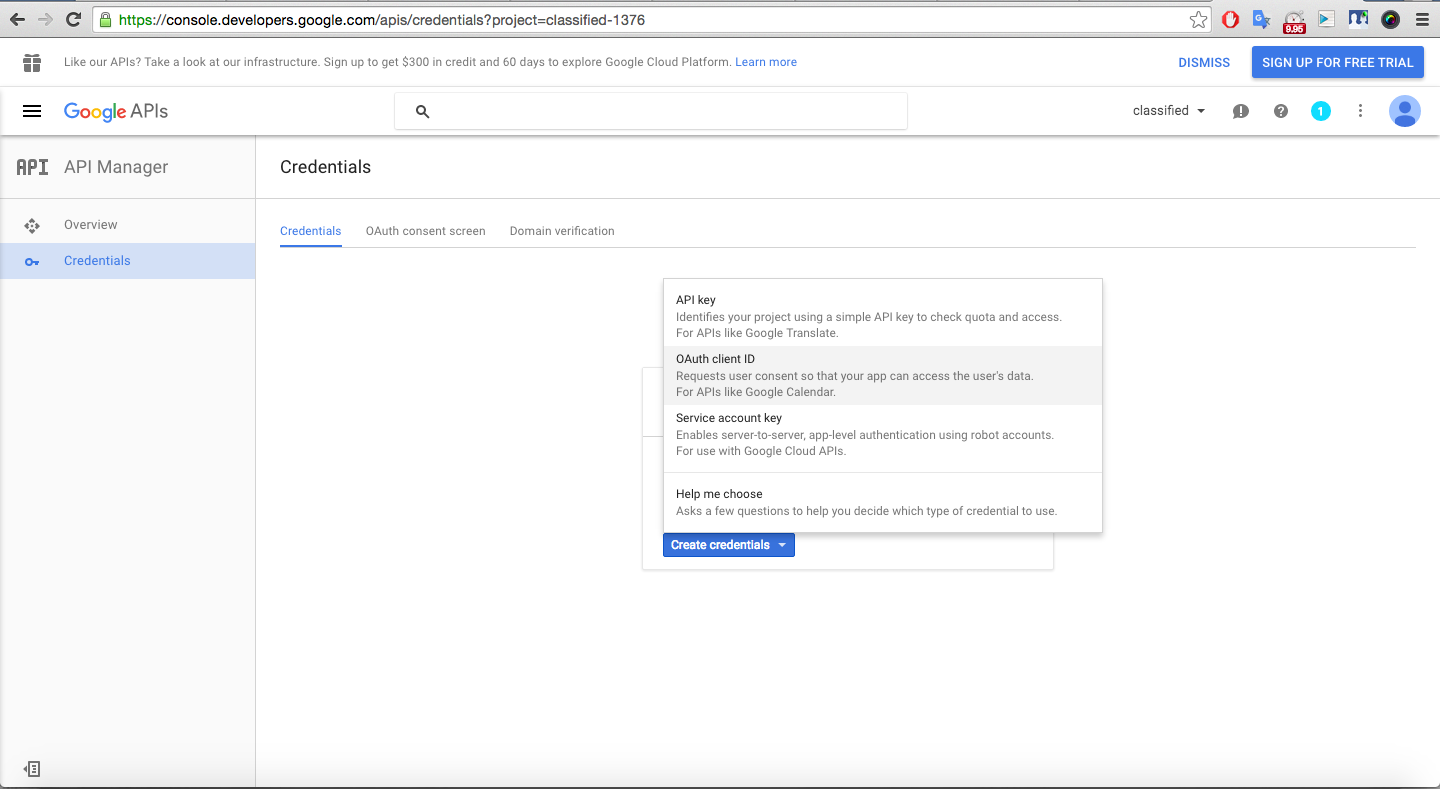 https://console.developers.google.com/apis/credentials?project=classified-1376
9.95
Like our APIs? Take a look at our infrastructure. Sign up to get $300 in credit and 60 days to explore Google Cloud Platform. Learn more
DISMISS
SIGN UP FOR FREE TRIAL
Google APIs
classified
1
API API Manager
Credentials
Overview
Credentials
Credentials
OAuth consent screen
Domain verification
API key
Identifies your project using a simple API key to check quota and access.
For APIs like Google Translate.
OAuth client ID
Requests user consent so that your app can access the user's data.
For APIs like Google Calendar.
Service account key
Enables server-to-server, app-level authentication using robot accounts.
For use with Google Cloud APIs.
Help me choose
Asks a few questions to help you decide which type of credential to use.
Create credentials